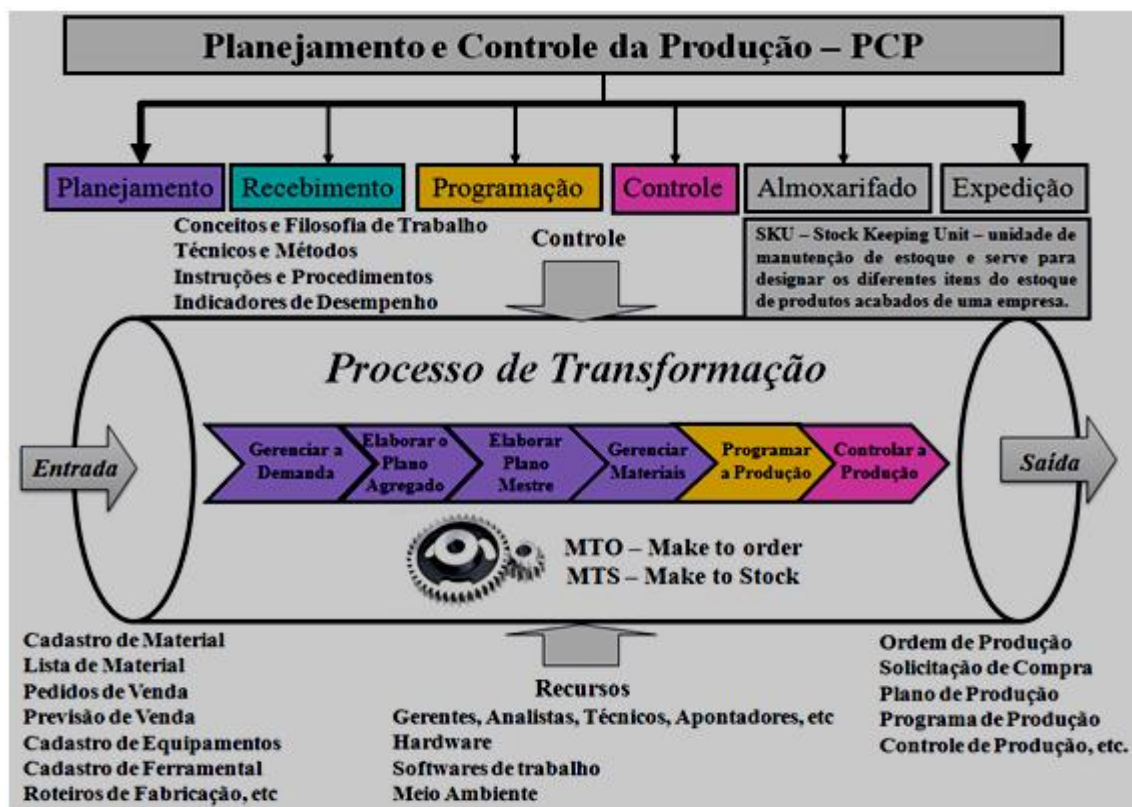 Planejamento e Controle da Produção – PCP
Planejamento
Recebimento
Programação
Controle
Almoxarifado
Expedição
Conceitos e Filosofia de Trabalho
Técnicos e Métodos
Instruções e Procedimentos
Indicadores de Desempenho
Controle
SKU – Stock Keeping Unit – unidade de
manutenção de estoque e serve para
designar os diferentes itens do estoque
de produtos acabados de uma empresa.
Processo de Transformação
Entrada
Gerenciar a
Demanda
Elaborar o
Plano
Agregado
Elaborar
Plano
Mestre
Gerenciar
Materiais
Programar
a Produção
Controlar a
Produção
Saída
MTO – Make to order
MTS – Make to Stock
Cadastro de Material
Lista de Material
Pedidos de Venda
Previsão de Venda
Cadastro de Equipamentos
Cadastro de Ferramental
Roteiros de Fabricação, etc
Recursos
Gerentes, Analistas, Técnicos, Apontadores, etc
Hardware
Softwares de trabalho
Meio Ambiente
Ordem de Produção
Solicitação de Compra
Plano de Produção
Programa de Produção
Controle de Produção, etc.